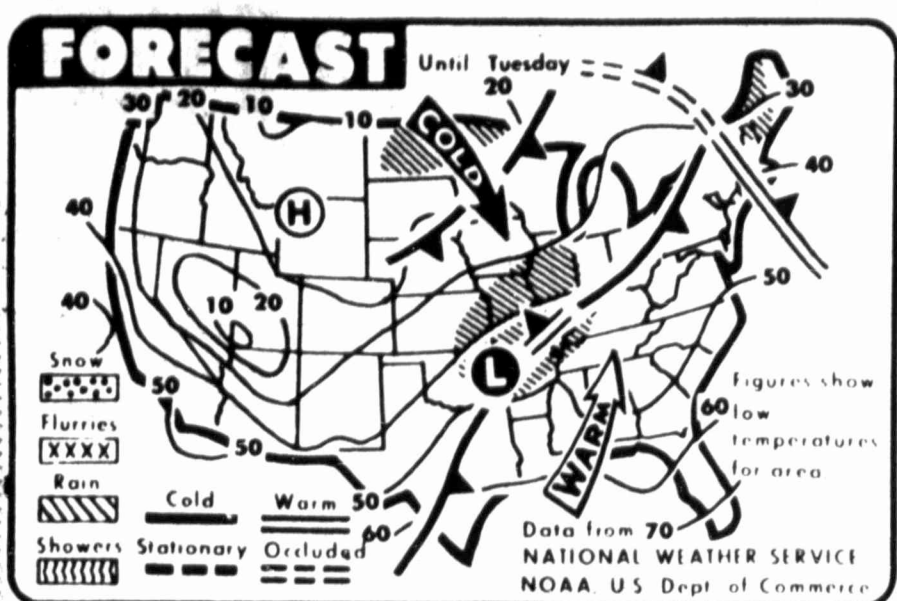 FORECAST
Until Tuesday
20
30
20
10
10
COLD
30
40
H
40
50
40
10
20
L
WARM
Snow
Flurries
XXXX
Rain
Showers
50
50
50
60
60
70
Cold
Warm
Stationary
Occluded
Figures show
low
temperatures
for area
Data from
NATIONAL WEATHER SERVICE
NOAA. U S Dept of Commerce